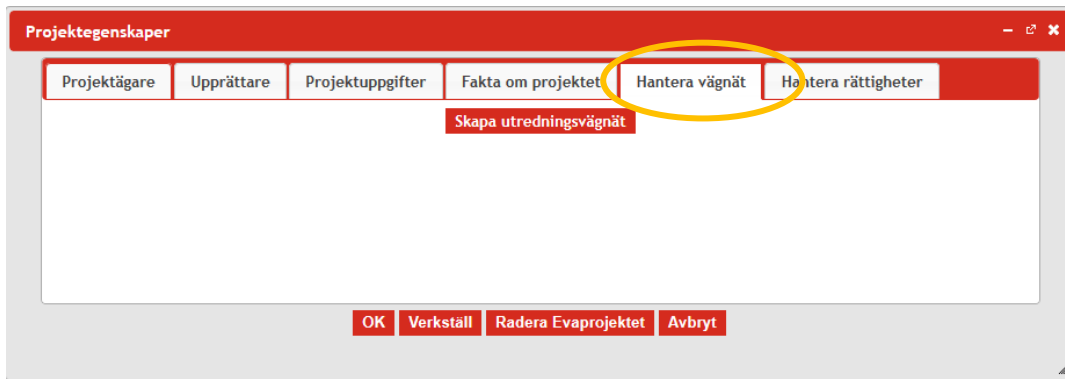 Projektegenskaper
Projektägare Upprättare Projektuppgifter Fakta om projektet Hantera vägnät Hantera rättigheter
Skapa utredningsvägnät
OK Verkställ Radera Evaprojektet Avbryt